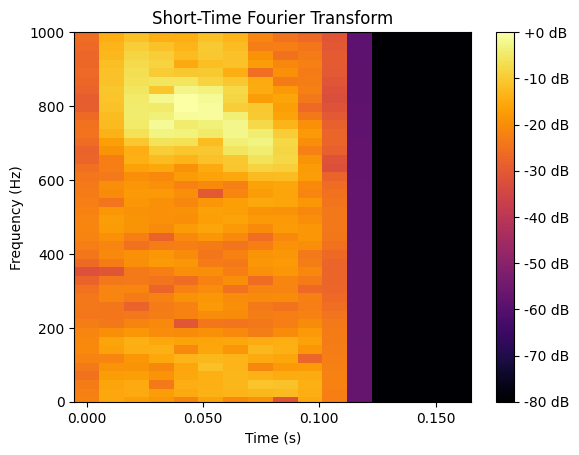 Short-Time Fourier Transform
Frequency (Hz)
1000
800
600
400
200
0
0.000
0.050
0.100
0.150
Time (s)
+0 dB
-10 dB
-20 dB
-30 dB
-40 dB
-50 dB
-60 dB
-70 dB
-80 dB